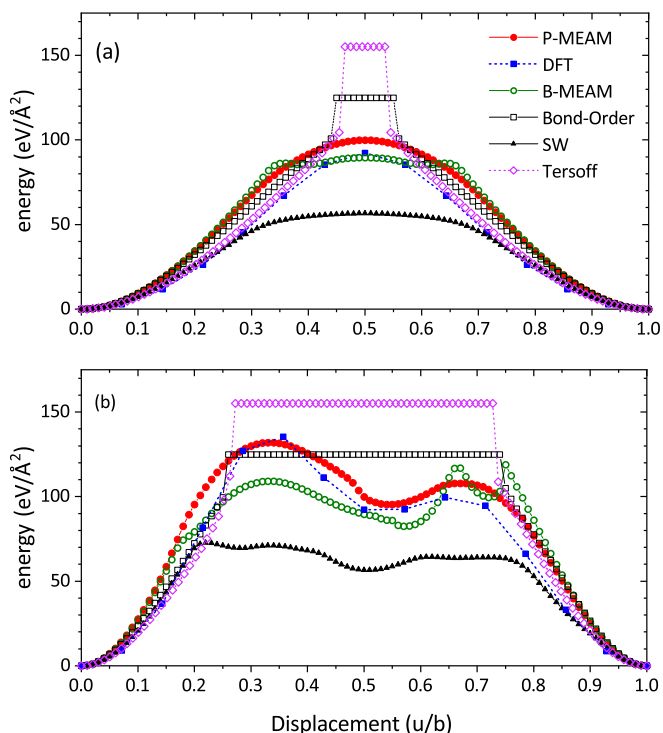 (a)
P-MEAM
DFT
B-MEAM
Bond-Order
SW
Tersoff
energy (eV/Å²)
150
100
50
0
0.0 0.1 0.2 0.3 0.4 0.5 0.6 0.7 0.8 0.9 1.0
(b)
energy (eV/Å²)
150
100
50
0
0.0 0.1 0.2 0.3 0.4 0.5 0.6 0.7 0.8 0.9 1.0
Displacement (u/b)